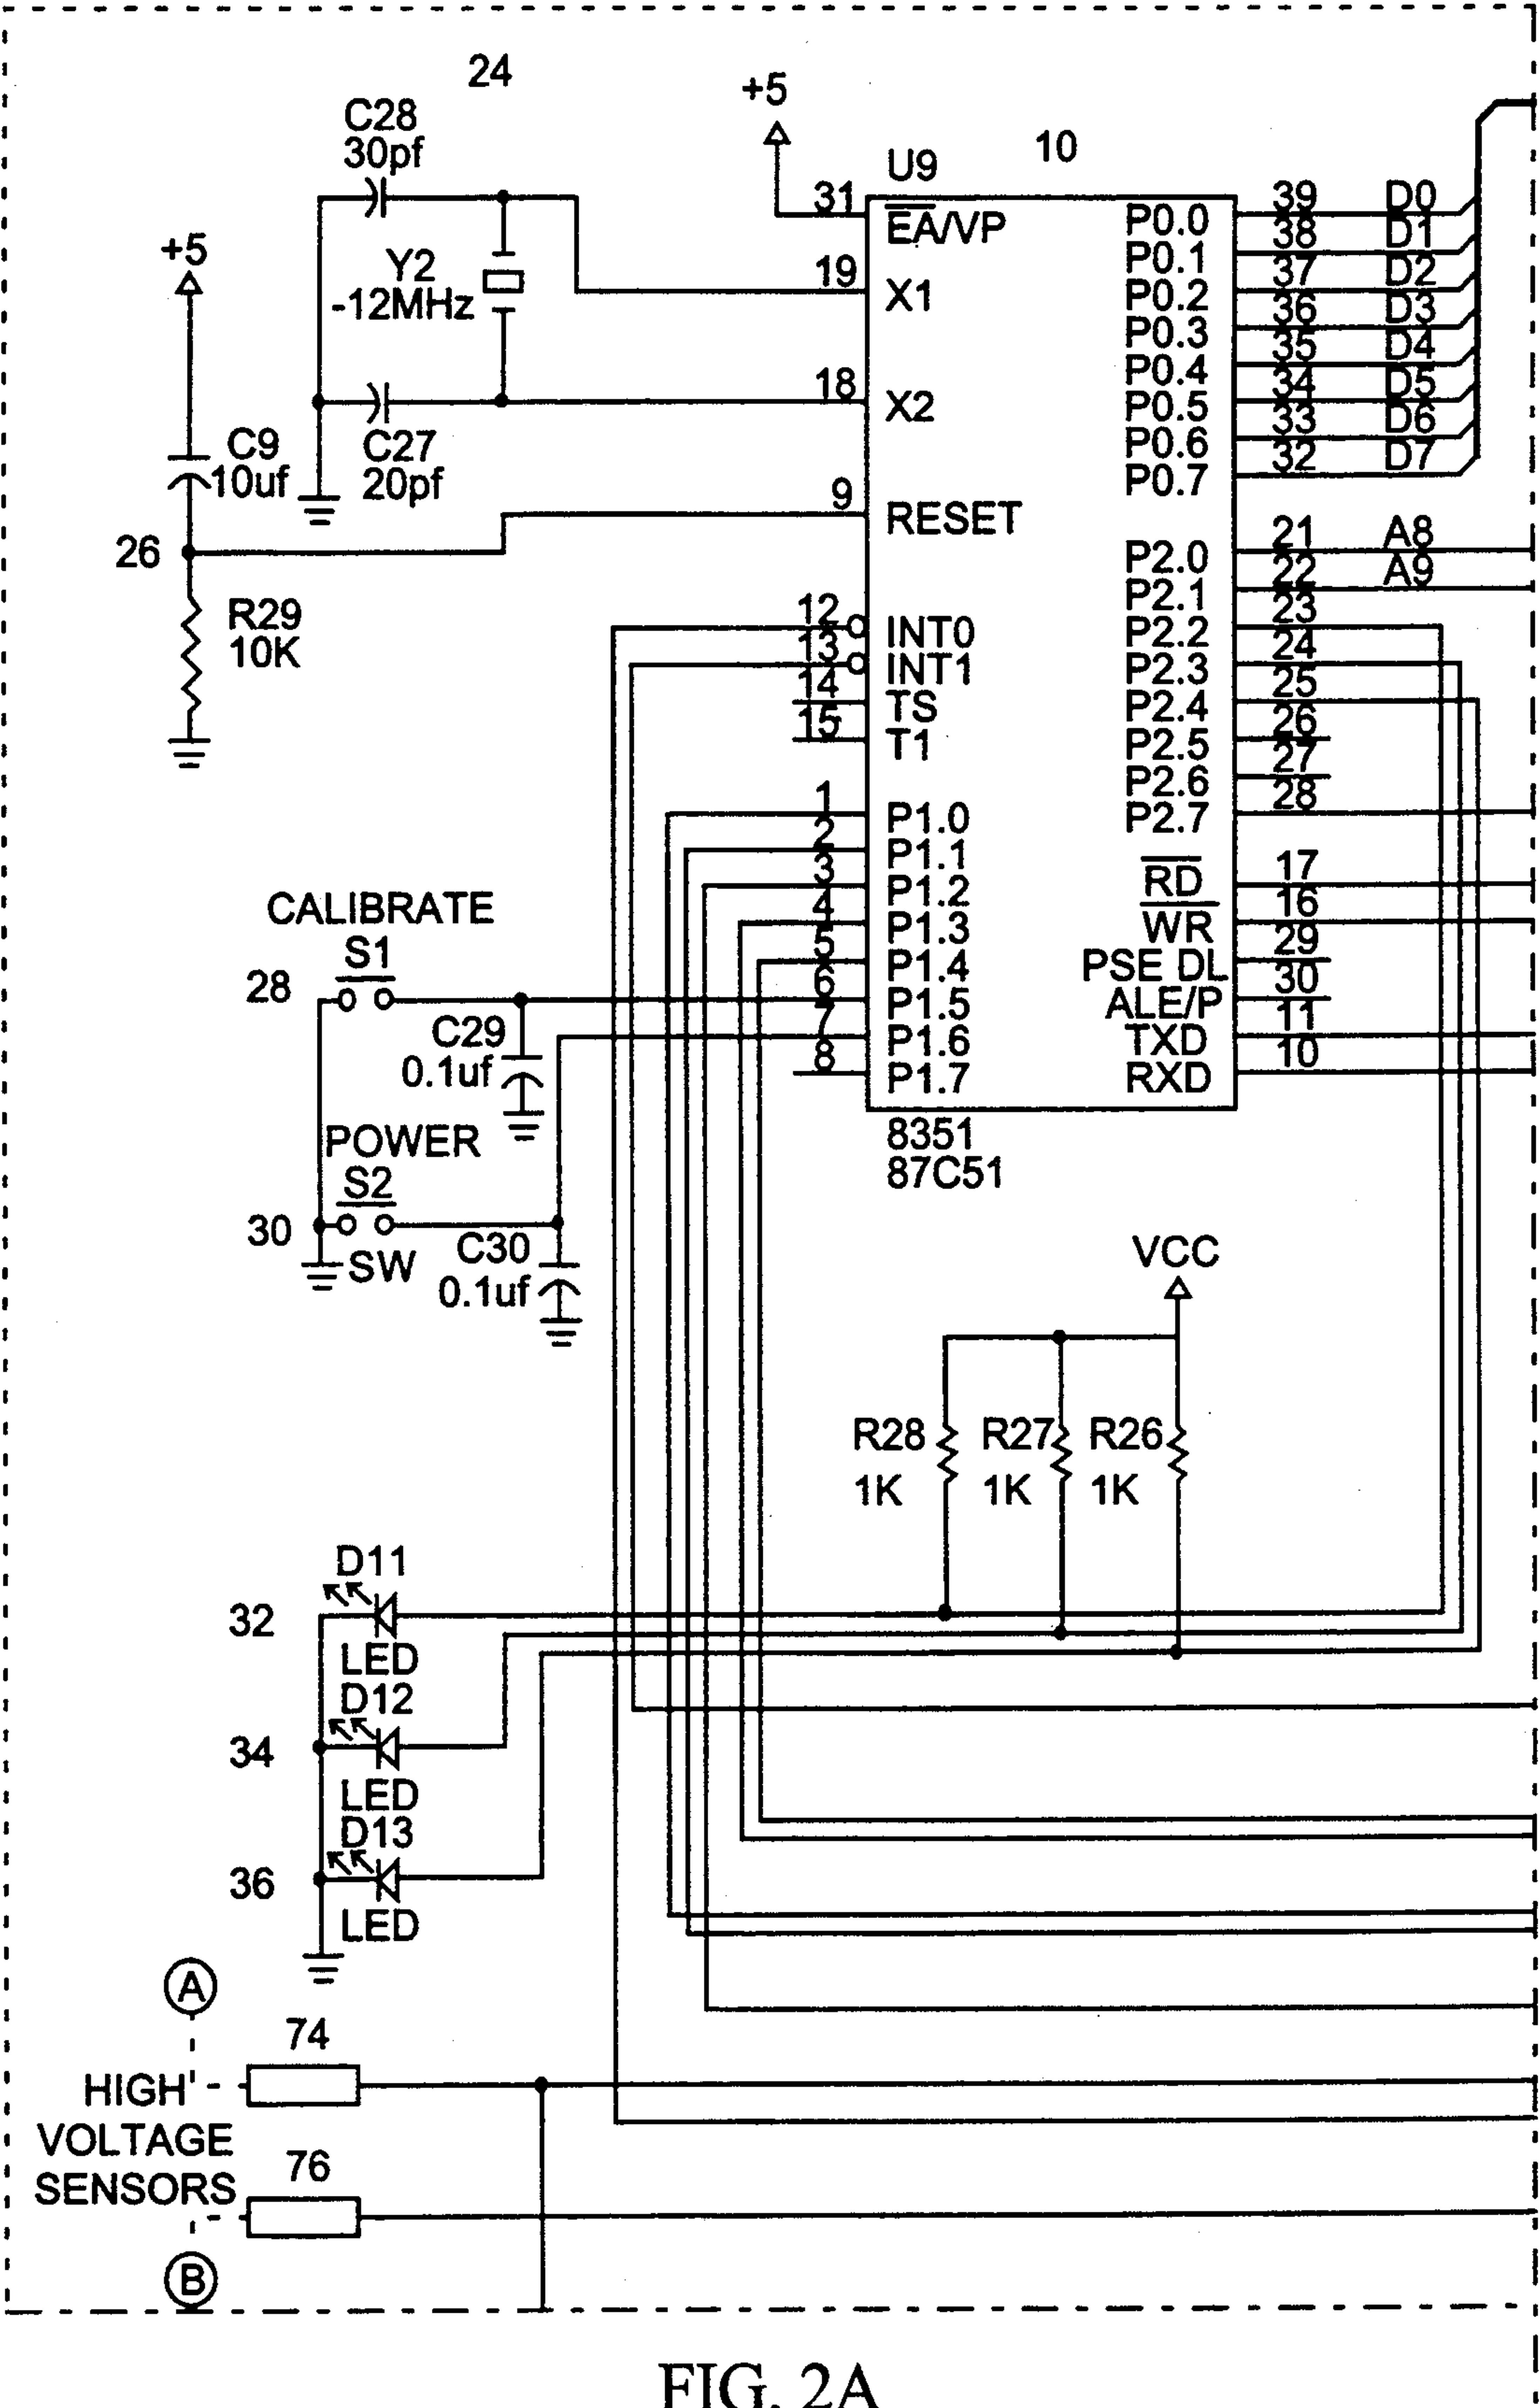 24
C28
30pf
+5
U9
10
31
EA/VP
P0.0
39
D0
+5
Y2
-12MHz
19
X1
P0.1
38
D1
P0.2
37
D2
P0.3
36
D3
P0.4
35
D4
18
X2
P0.5
34
D5
P0.6
33
D6
P0.7
32
D7
C9
10uf
C27
20pf
9
RESET
26
P2.0
21
A8
P2.1
22
A9
R29
10K
12
INT0
P2.2
23
13
INT1
P2.3
24
14
TS
P2.4
25
15
T1
P2.5
26
P2.6
27
1
P1.0
P2.7
28
2
P1.1
3
P1.2
RD
17
4
P1.3
WR
16
5
P1.4
PSE DL
29
6
P1.5
ALE/P
30
7
P1.6
TXD
11
8
P1.7
RXD
10
CALIBRATE
S1
28
C29
0.1uf
8351
87C51
POWER
S2
30
SW
C30
0.1uf
VCC
R28
1K
R27
1K
R26
1K
D11
32
LED
D12
34
LED
D13
36
LED
A
74
HIGH
VOLTAGE
SENSORS
76
B
FIG. 2A